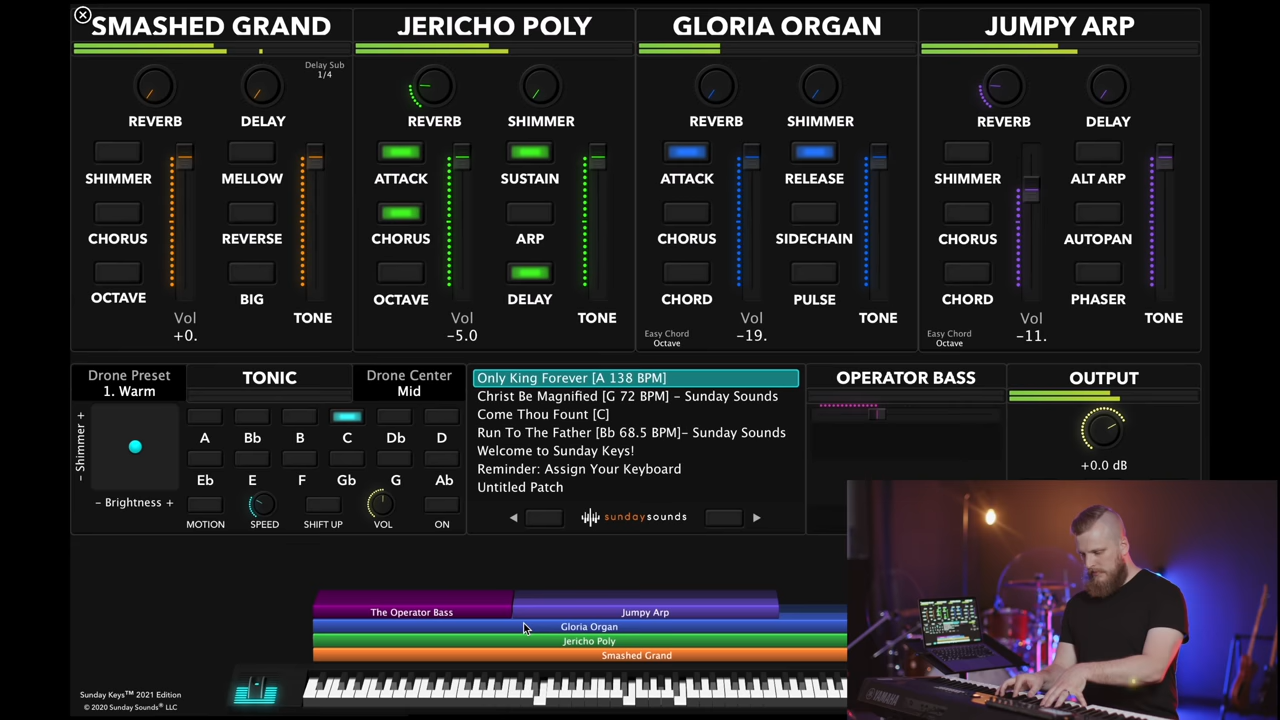 SMASHED GRAND
JERICHO POLY
GLORIA ORGAN
JUMPY ARP
Delay Sub
1/4
REVERB
DELAY
REVERB
SHIMMER
REVERB
SHIMMER
REVERB
DELAY
SHIMMER
MELLOW
ATTACK
SUSTAIN
ATTACK
RELEASE
SHIMMER
ALT ARP
CHORUS
REVERSE
CHORUS
ARP
CHORUS
SIDECHAIN
CHORUS
AUTOPAN
OCTAVE
BIG
OCTAVE
DELAY
CHORD
PULSE
CHORD
PHASER
Vol
+0.
TONE
Vol
-5.0
TONE
Easy Chord
Octave
Vol
-19.
TONE
Easy Chord
Octave
Vol
-11.
TONE
Drone Preset
1. Warm
TONIC
Drone Center
Mid
- Shimmer +
- Brightness +
A Bb B C Db D
Eb E F Gb G Ab
MOTION SPEED SHIFT UP VOL ON
Only King Forever [A 138 BPM]
Christ Be Magnified [G 72 BPM] – Sunday Sounds
Come Thou Fount [C]
Run To The Father [Bb 68.5 BPM]– Sunday Sounds
Welcome to Sunday Keys!
Reminder: Assign Your Keyboard
Untitled Patch
sundaysounds
OPERATOR BASS
OUTPUT
+0.0 dB
The Operator Bass
Jumpy Arp
Gloria Organ
Jericho Poly
Smashed Grand
Sunday Keys™ 2021 Edition
© 2020 Sunday Sounds® LLC
YAMAHA